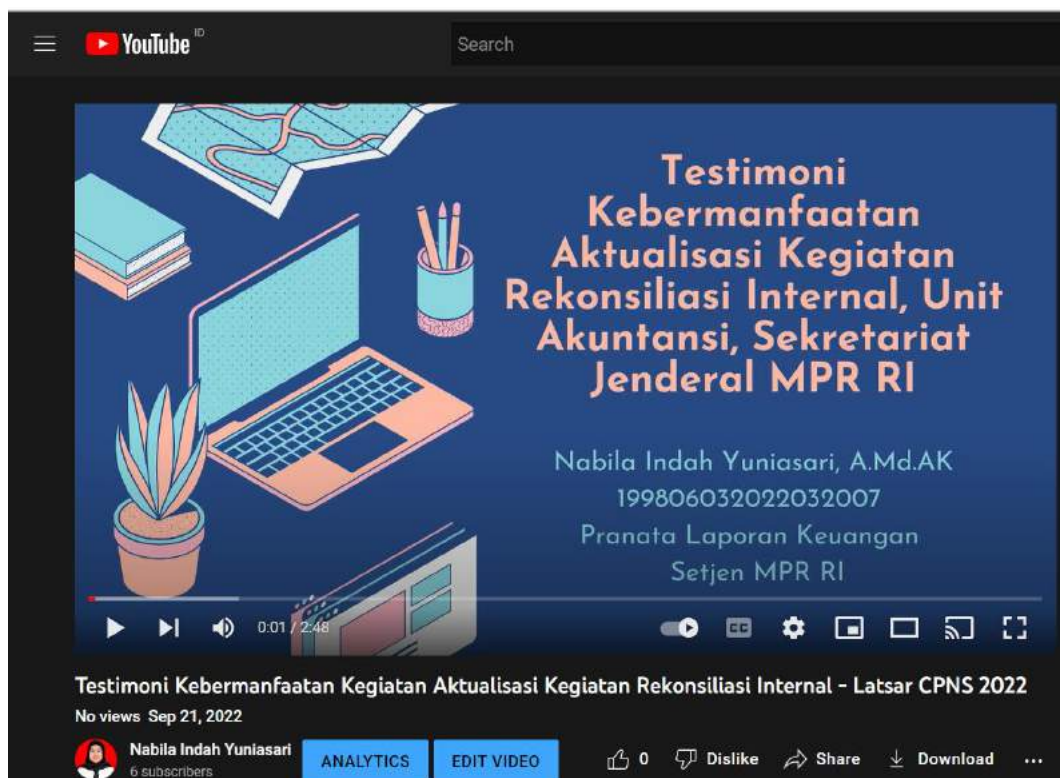 YouTube ID
Search
Testimoni
Kebermanfaatan
Aktualisasi Kegiatan
Rekonsiliasi Internal, Unit
Akuntansi, Sekretariat
Jenderal MPR RI
Nabila Indah Yuniasari, A.Md.AK
199806032022032007
Pranata Laporan Keuangan
Setjen MPR RI
0:01 / 2:48
CC
Testimoni Kebermanfaatan Kegiatan Aktualisasi Kegiatan Rekonsiliasi Internal - Latsar CPNS 2022
No views Sep 21, 2022
Nabila Indah Yuniasari
6 subscribers
ANALYTICS
EDIT VIDEO
0
Dislike
Share
Download